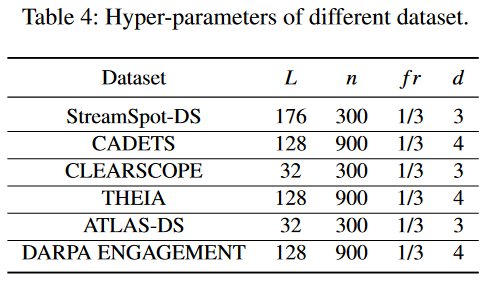 Table 4: Hyper-parameters of different dataset.
Dataset L n fr d
StreamSpot-DS 176 300 1/3 3
CADETS 128 900 1/3 4
CLEARSCOPE 32 300 1/3 3
THEIA 128 900 1/3 4
ATLAS-DS 32 300 1/3 3
DARPA ENGAGEMENT 128 900 1/3 4